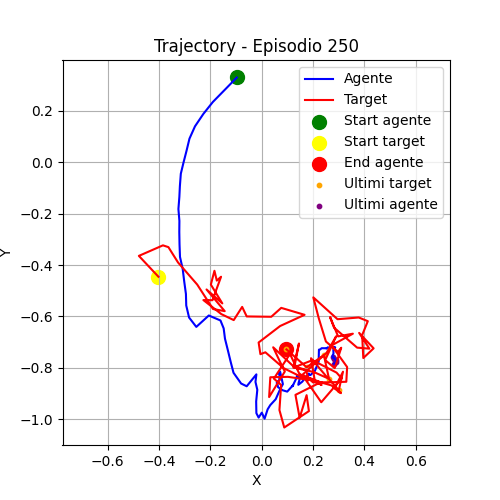 Trajectory - Episodio 250
Agente
Target
Start agente
Start target
End agente
Ultimi target
Ultimi agente
0.2
0.0
−0.2
−0.4
−0.6
−0.8
−1.0
Y
−0.6
−0.4
−0.2
0.0
0.2
0.4
0.6
X